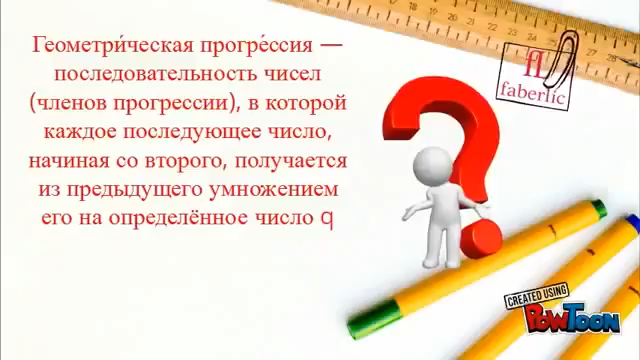 Геометри́ческая прогре́ссия —
последовательность чисел
(членов прогрессии), в которой
каждое последующее число,
начиная со второго, получается
из предыдущего умножением
его на определённое число q
fl
faberlic
CREATED USING
POWTOON